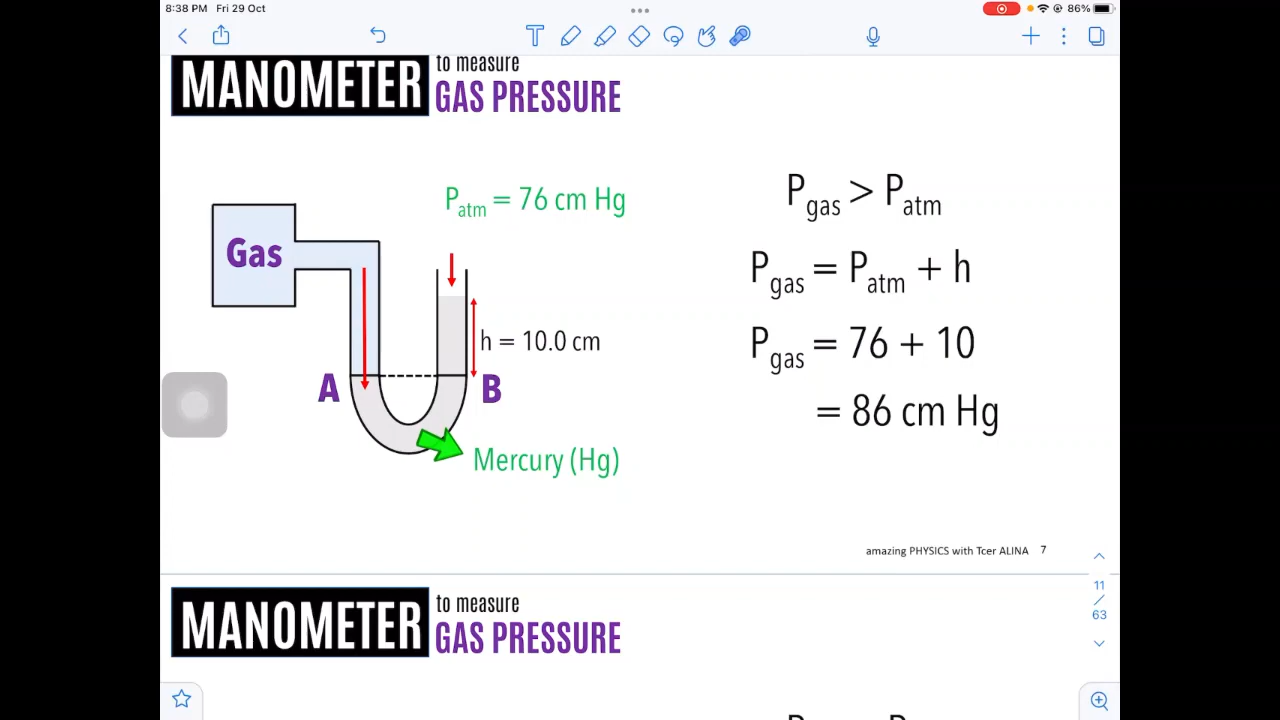 8:38 PM Fri 29 Oct
86%
MANOMETER to measure
GAS PRESSURE
Patm = 76 cm Hg
Gas
h = 10.0 cm
A
B
Mercury (Hg)
Pgas > Patm
Pgas = Patm + h
Pgas = 76 + 10
= 86 cm Hg
amazing PHYSICS with Tcer ALINA 7
11
/
63
MANOMETER to measure
GAS PRESSURE